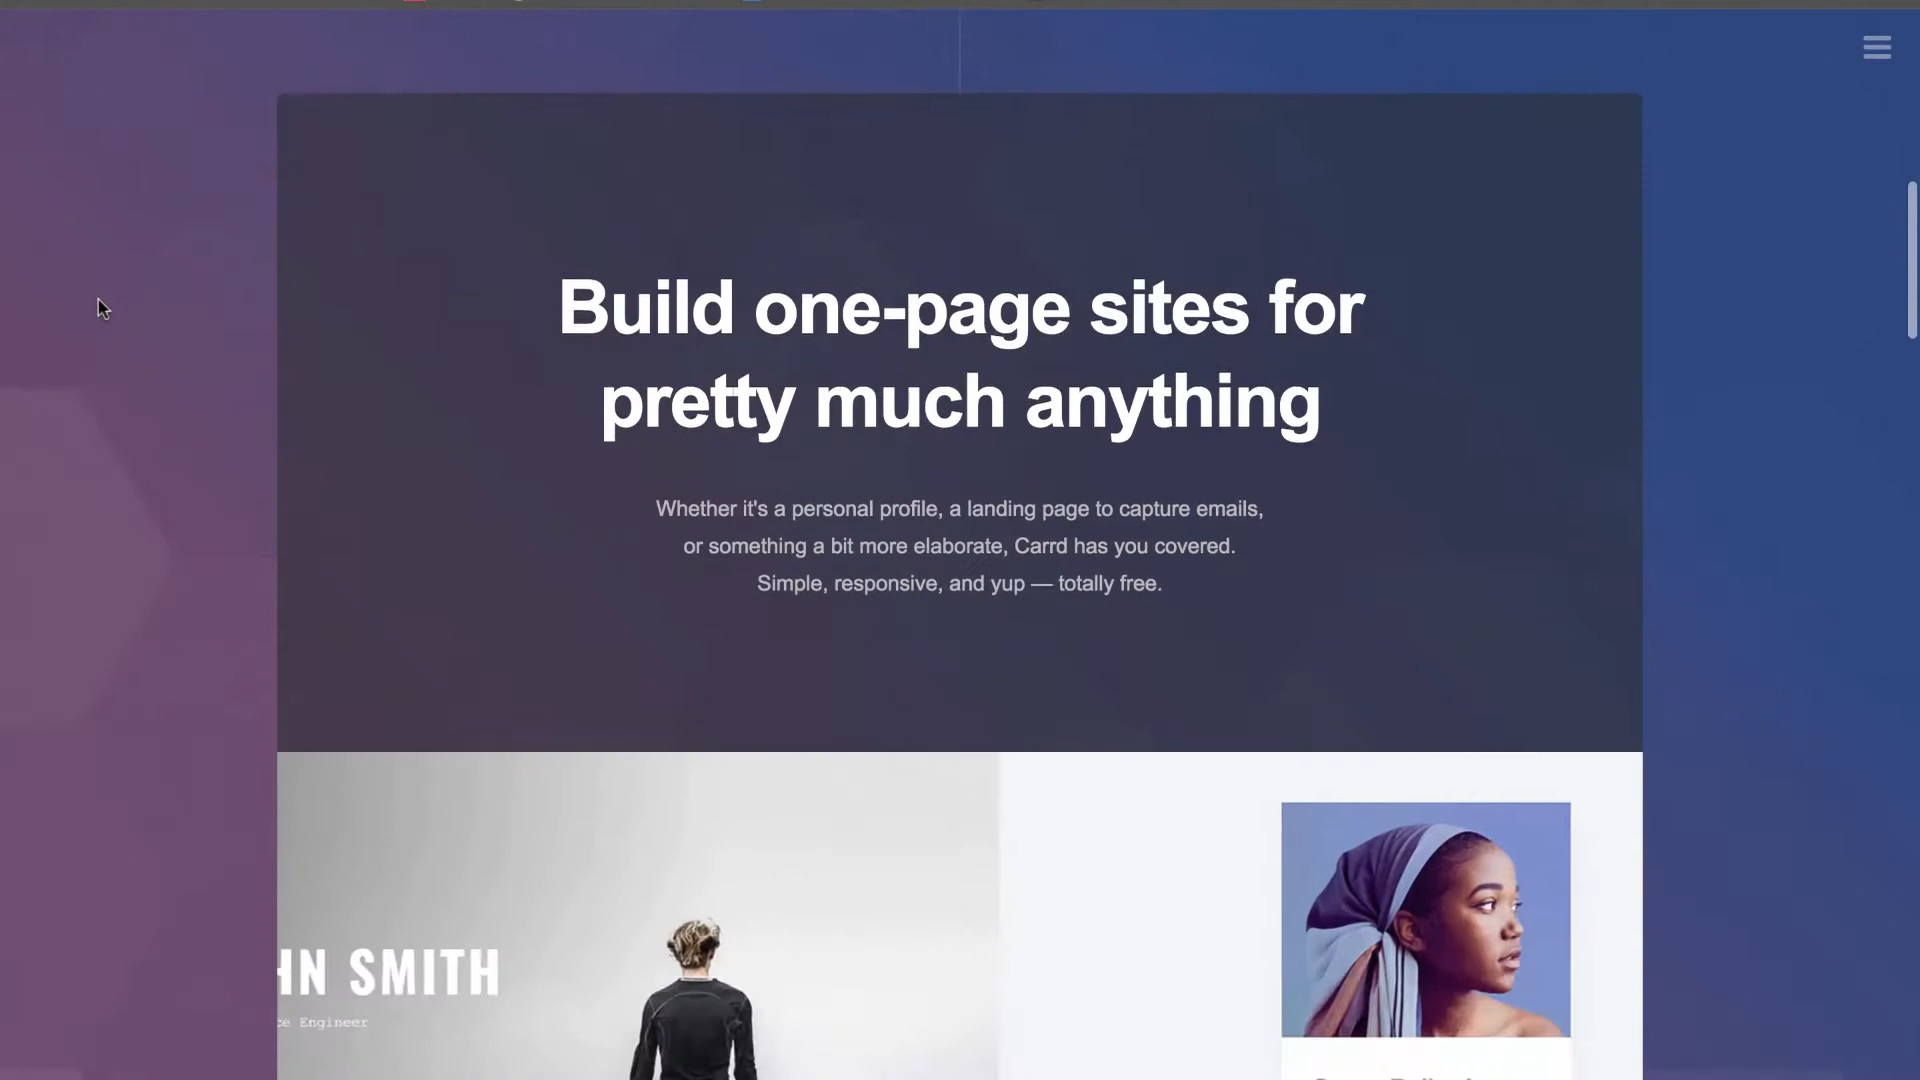 Build one-page sites for
pretty much anything
Whether it's a personal profile, a landing page to capture emails,
or something a bit more elaborate, Carrd has you covered.
Simple, responsive, and yup — totally free.
HN SMITH
ce Engineer